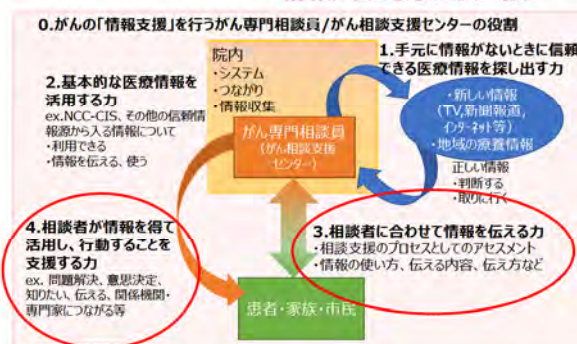 0.がんの「情報支援」を行うがん専門相談員/がん相談支援センターの役割
院内
・システム
・つながり
・情報収集
がん専門相談員
(がん相談支援
センター)
1.手元に情報がないときに信頼
できる医療情報を探し出す力
・新しい情報
(TV,新聞報道,
インターネット等)
・地域の療養情報
正しい情報
・判断する
・取りに行く
2.基本的な医療情報を
活用する力
ex.NCC-CIS、その他の信頼情
報源から入る情報について
・利用できる
・情報を伝える、使う
3.相談者に合わせて情報を伝える力
・相談支援のプロセスとしてのアセスメント
・情報の使い方、伝える内容、伝え方など
4.相談者が情報を得て
活用し、行動することを
支援する力
ex. 問題解決、意思決定、
知りたい、伝える、関係機関・
専門家につながる等
患者・家族・市民